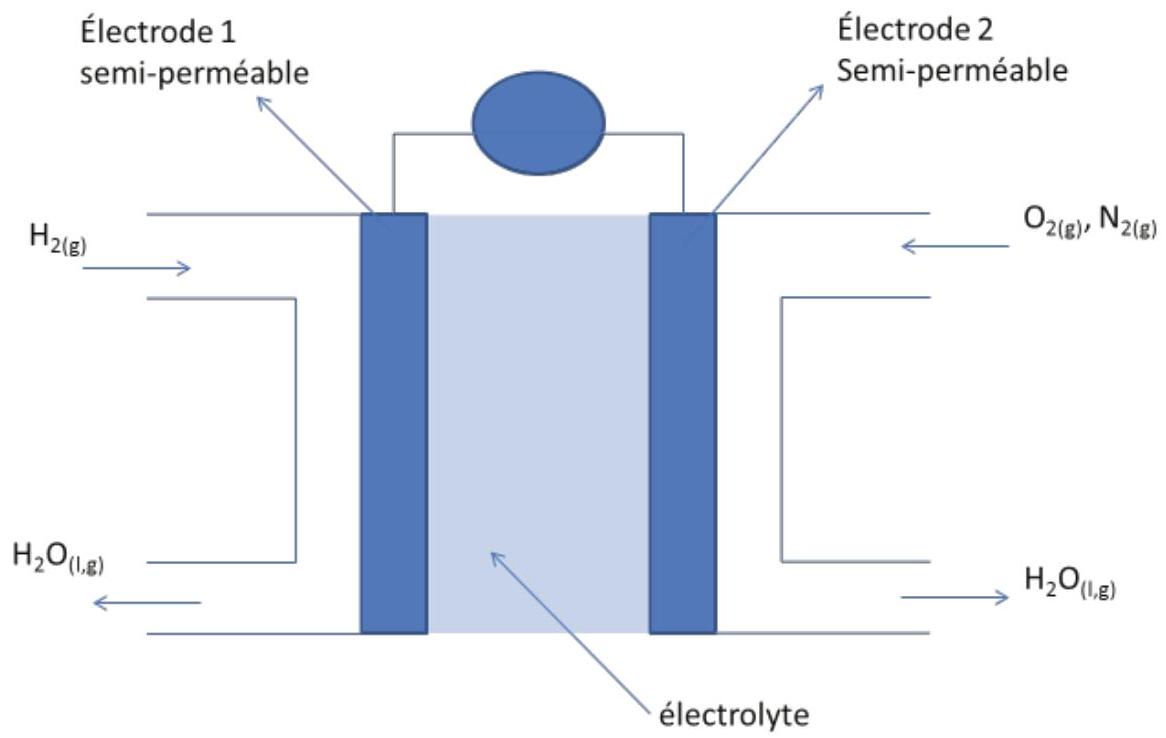 Électrode 1
semi-perméable
Électrode 2
Semi-perméable
H₂(g)
O₂(g), N₂(g)
H₂O(l,g)
H₂O(l,g)
électrolyte